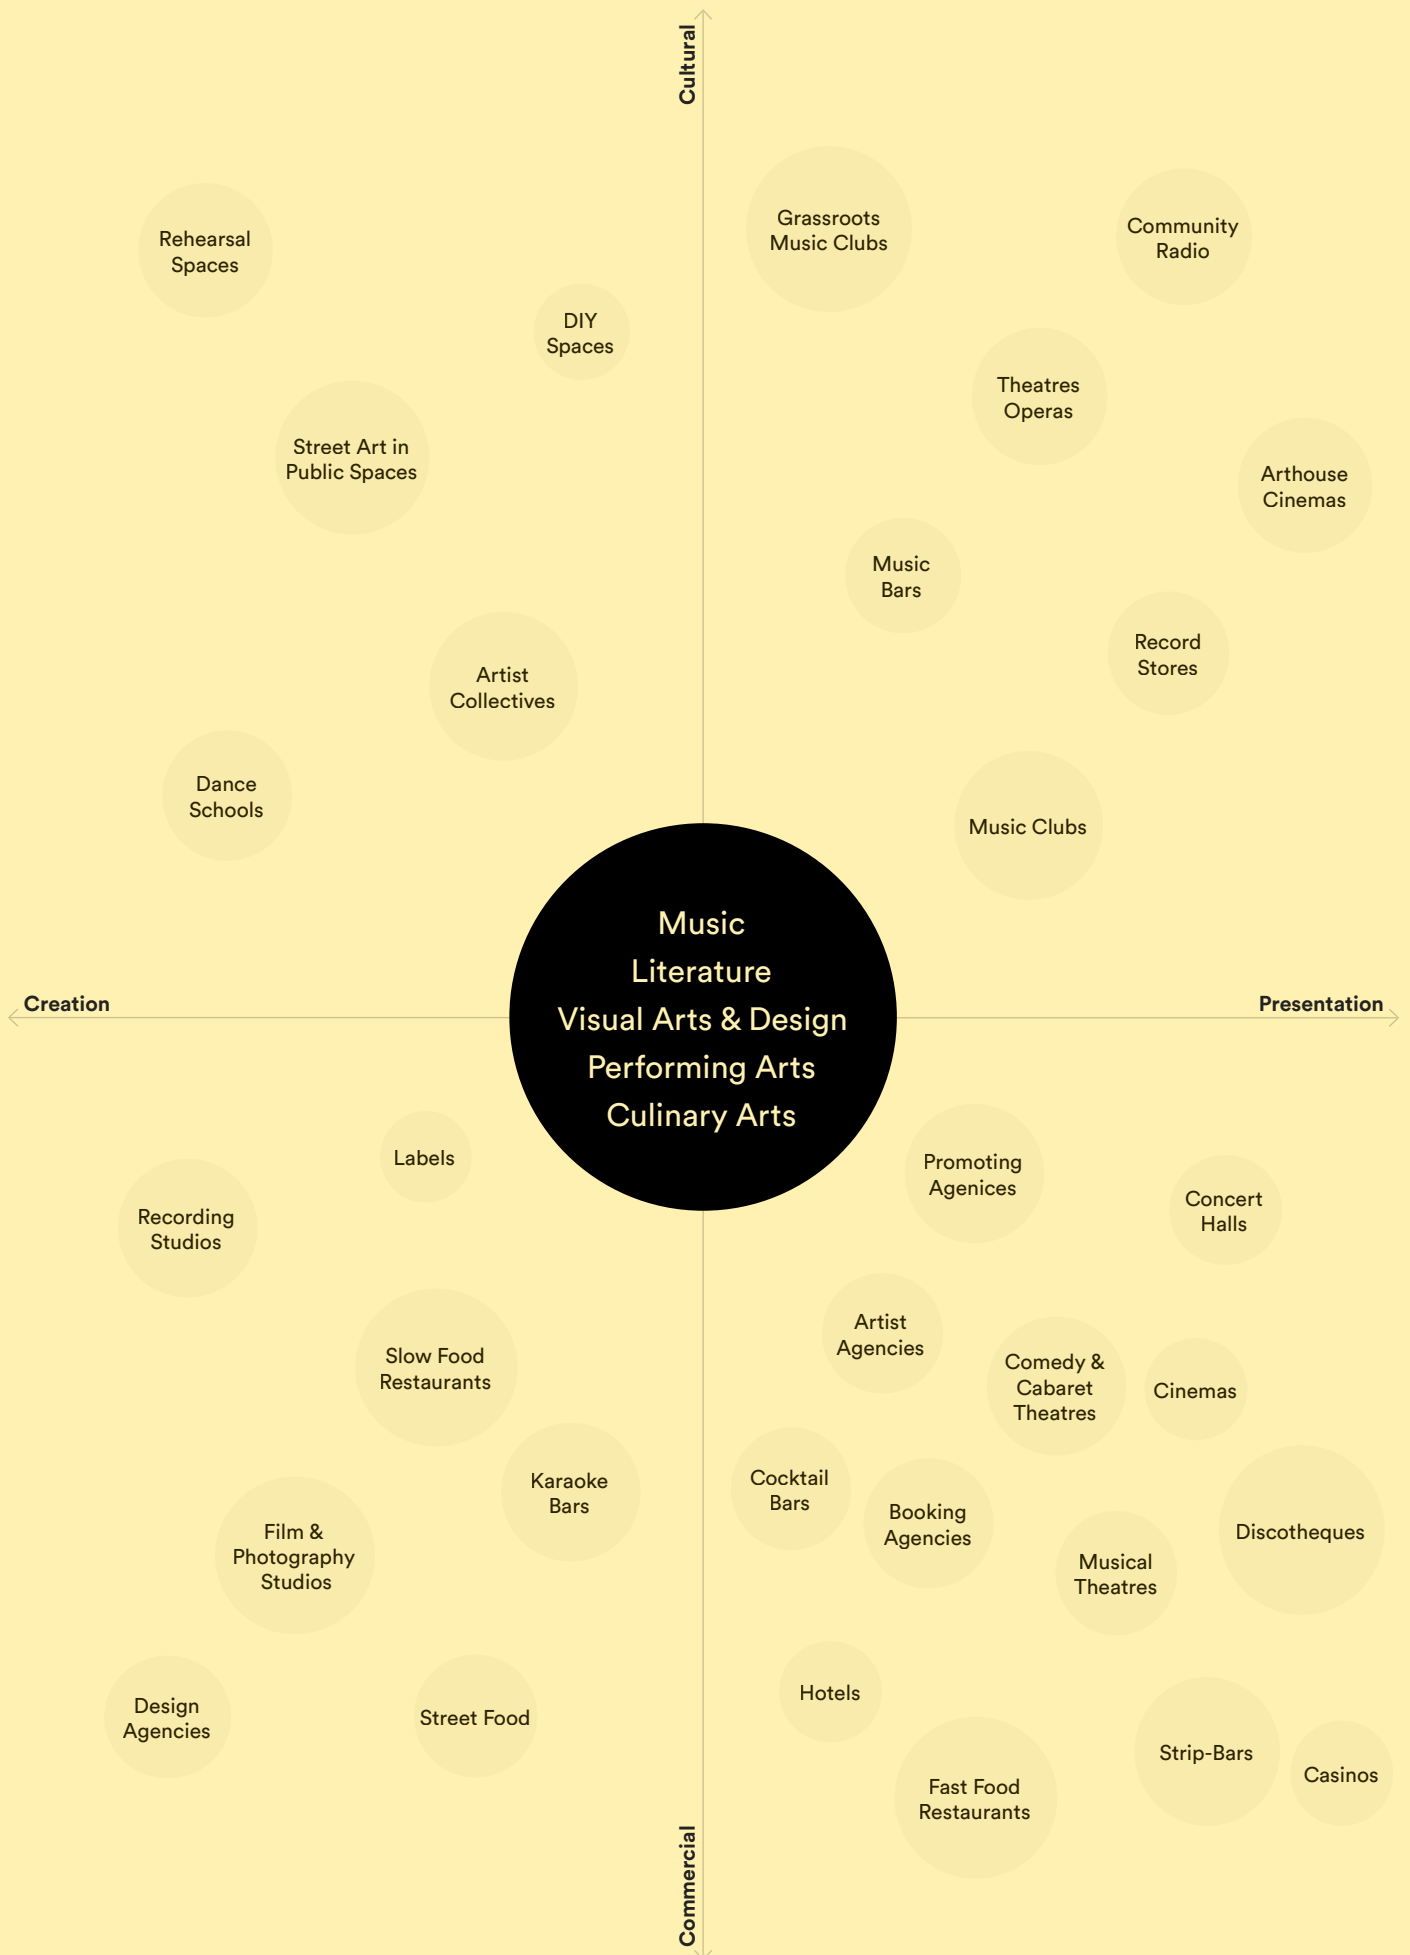 Cultural
Grassroots
Music Clubs
Community
Radio
Rehearsal
Spaces
DIY
Spaces
Theatres
Operas
Street Art in
Public Spaces
Arthouse
Cinemas
Music
Bars
Record
Stores
Artist
Collectives
Dance
Schools
Music Clubs
Music
Literature
Visual Arts & Design
Performing Arts
Culinary Arts
Creation
Presentation
Labels
Recording
Studios
Promoting
Agenices
Concert
Halls
Slow Food
Restaurants
Artist
Agencies
Comedy &
Cabaret
Theatres
Cinemas
Karaoke
Bars
Cocktail
Bars
Booking
Agencies
Discotheques
Film &
Photography
Studios
Musical
Theatres
Design
Agencies
Street Food
Hotels
Strip-Bars
Casinos
Fast Food
Restaurants
Commercial